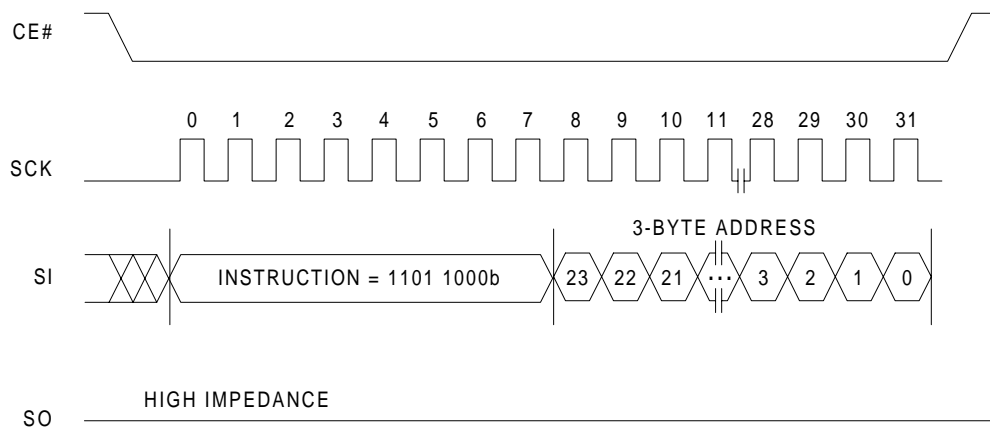 CE#
0 1 2 3 4 5 6 7 8 9 10 11 28 29 30 31
SCK
3-BYTE ADDRESS
SI INSTRUCTION = 1101 1000b 23 22 21 ... 3 2 1 0
HIGH IMPEDANCE
SO